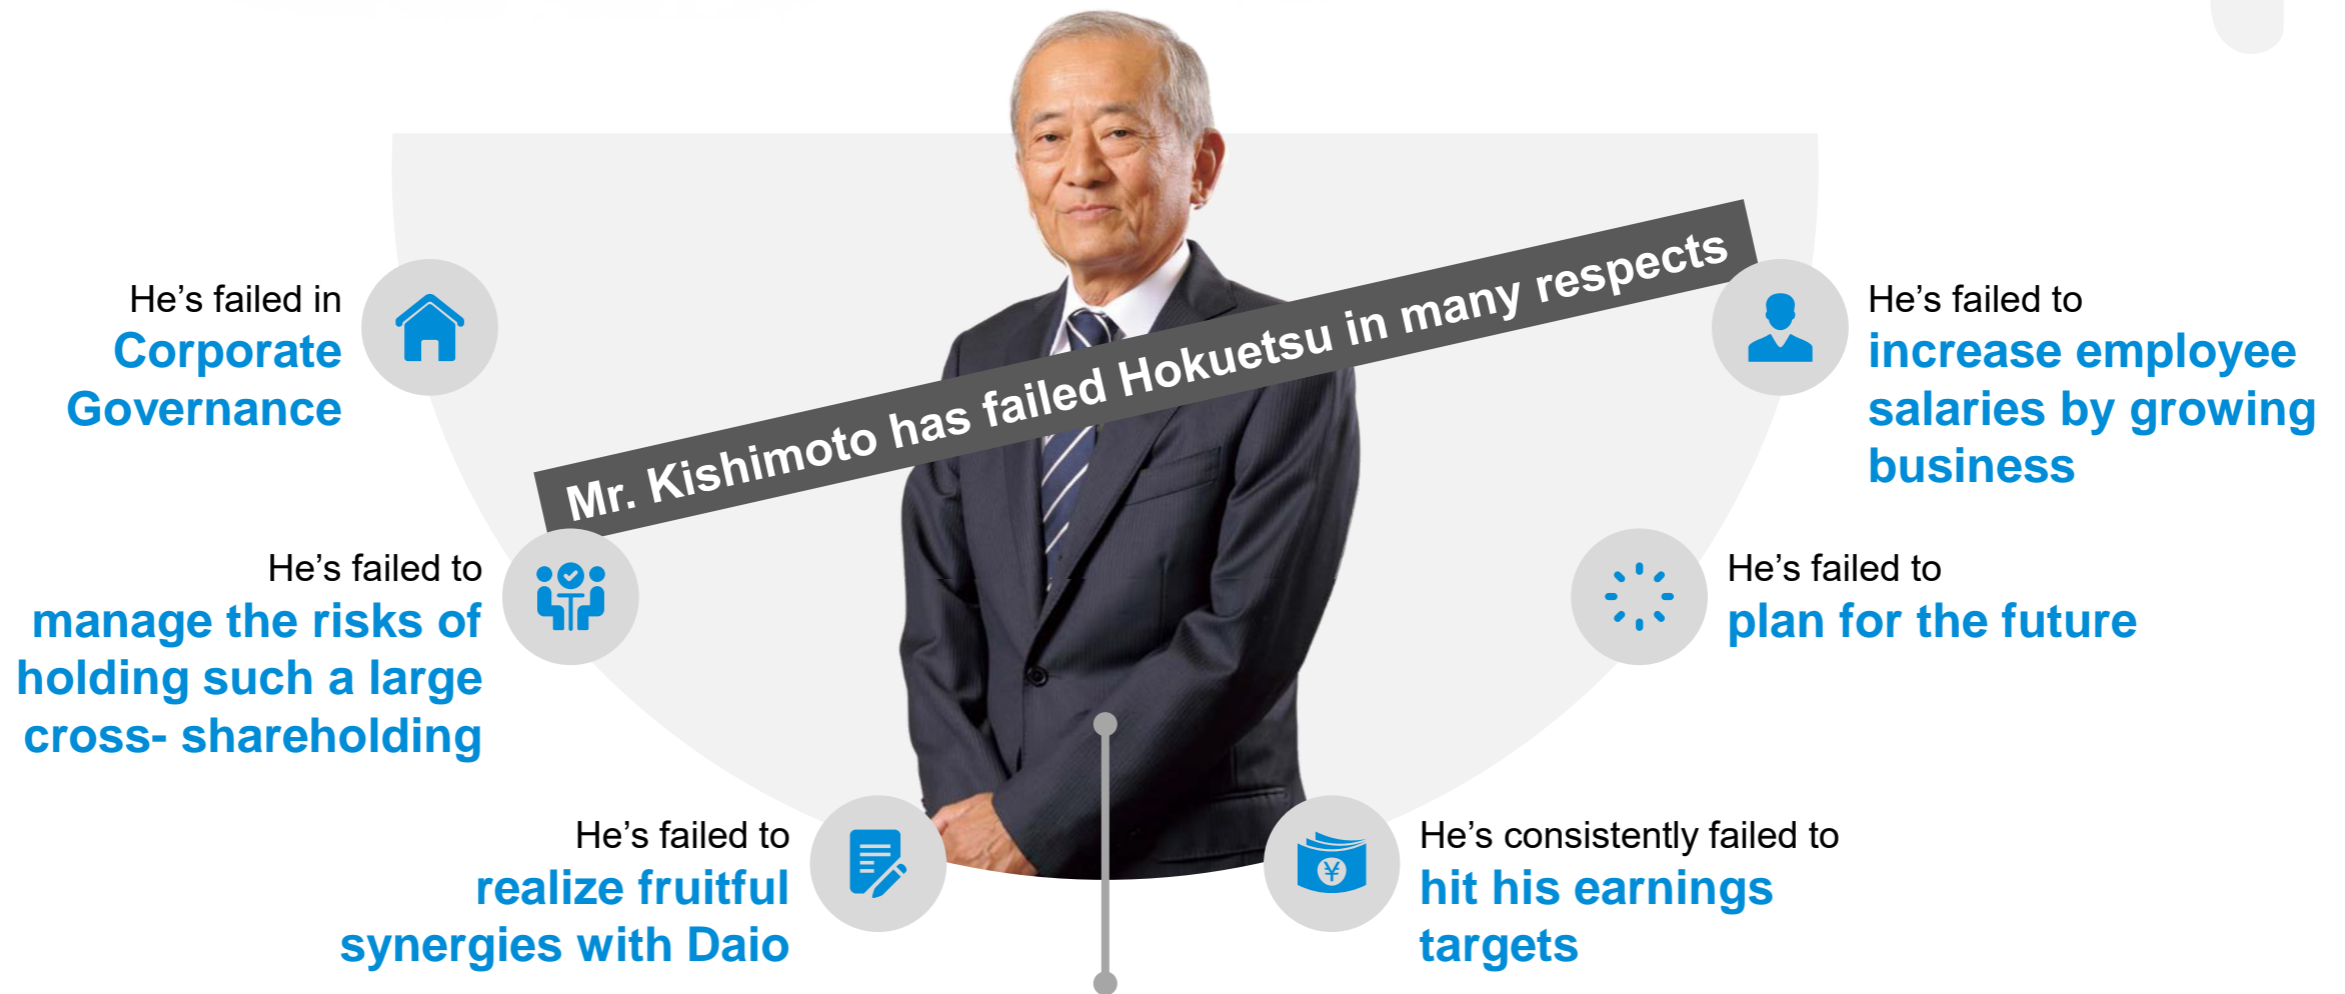 Mr. Kishimoto has failed Hokuetsu in many respects
He’s failed in
Corporate
Governance
He’s failed to
manage the risks of
holding such a large
cross- shareholding
He’s failed to
realize fruitful
synergies with Daio
He’s failed to
increase employee
salaries by growing
business
He’s failed to
plan for the future
He’s consistently failed to
hit his earnings
targets
¥